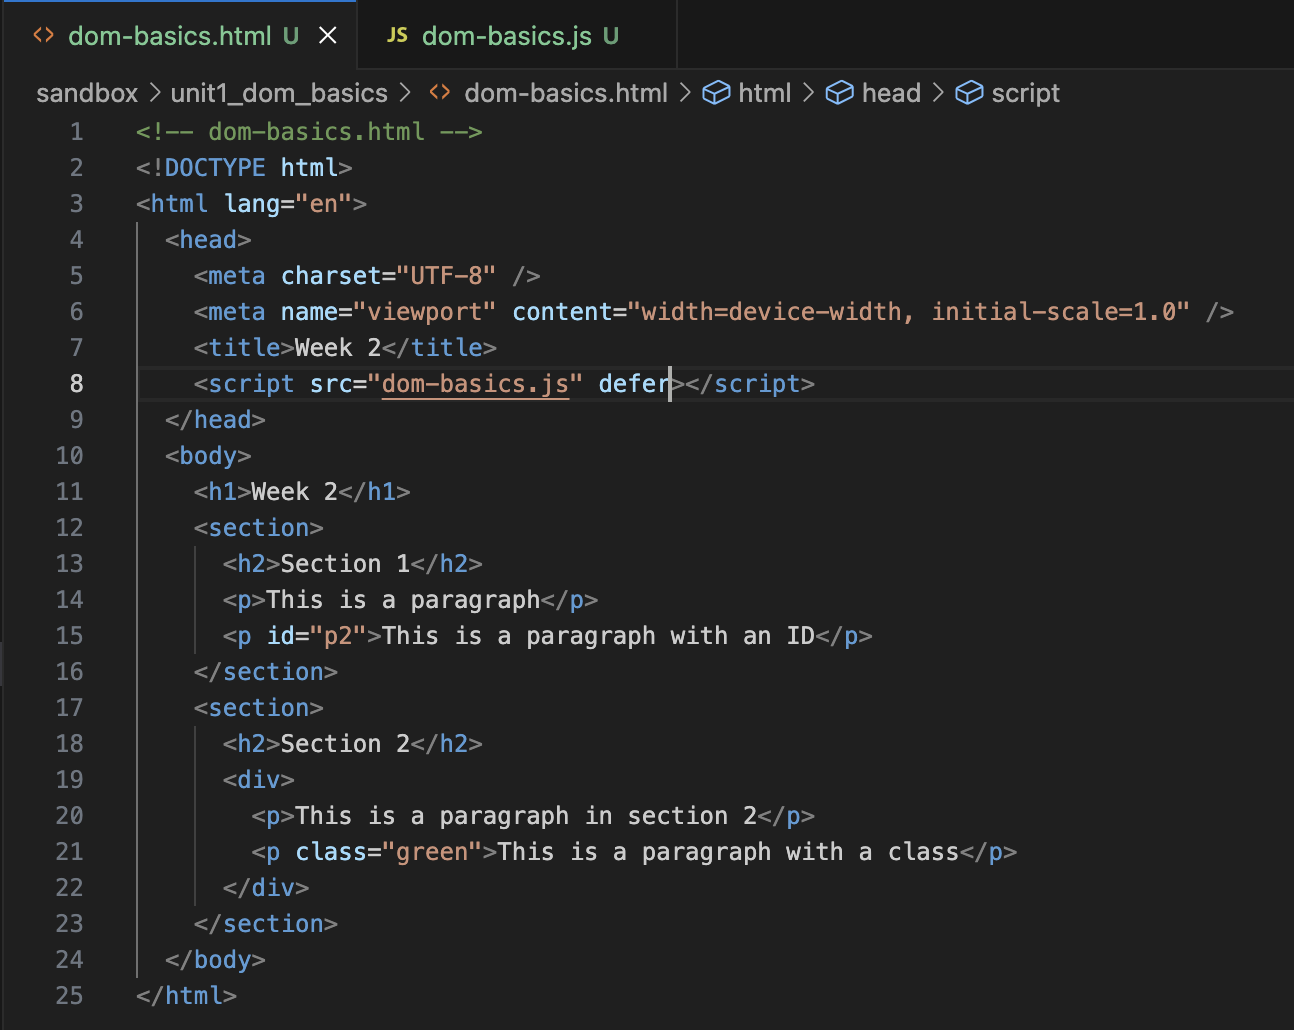 <> dom-basics.html U × JS dom-basics.js U
sandbox > unit1_dom_basics > <> dom-basics.html > html > head > script
1 <!-- dom-basics.html -->
2 <!DOCTYPE html>
3 <html lang="en">
4 <head>
5 <meta charset="UTF-8" />
6 <meta name="viewport" content="width=device-width, initial-scale=1.0" />
7 <title>Week 2</title>
8 <script src="dom-basics.js" defer></script>
9 </head>
10 <body>
11 <h1>Week 2</h1>
12 <section>
13 <h2>Section 1</h2>
14 <p>This is a paragraph</p>
15 <p id="p2">This is a paragraph with an ID</p>
16 </section>
17 <section>
18 <h2>Section 2</h2>
19 <div>
20 <p>This is a paragraph in section 2</p>
21 <p class="green">This is a paragraph with a class</p>
22 </div>
23 </section>
24 </body>
25 </html>